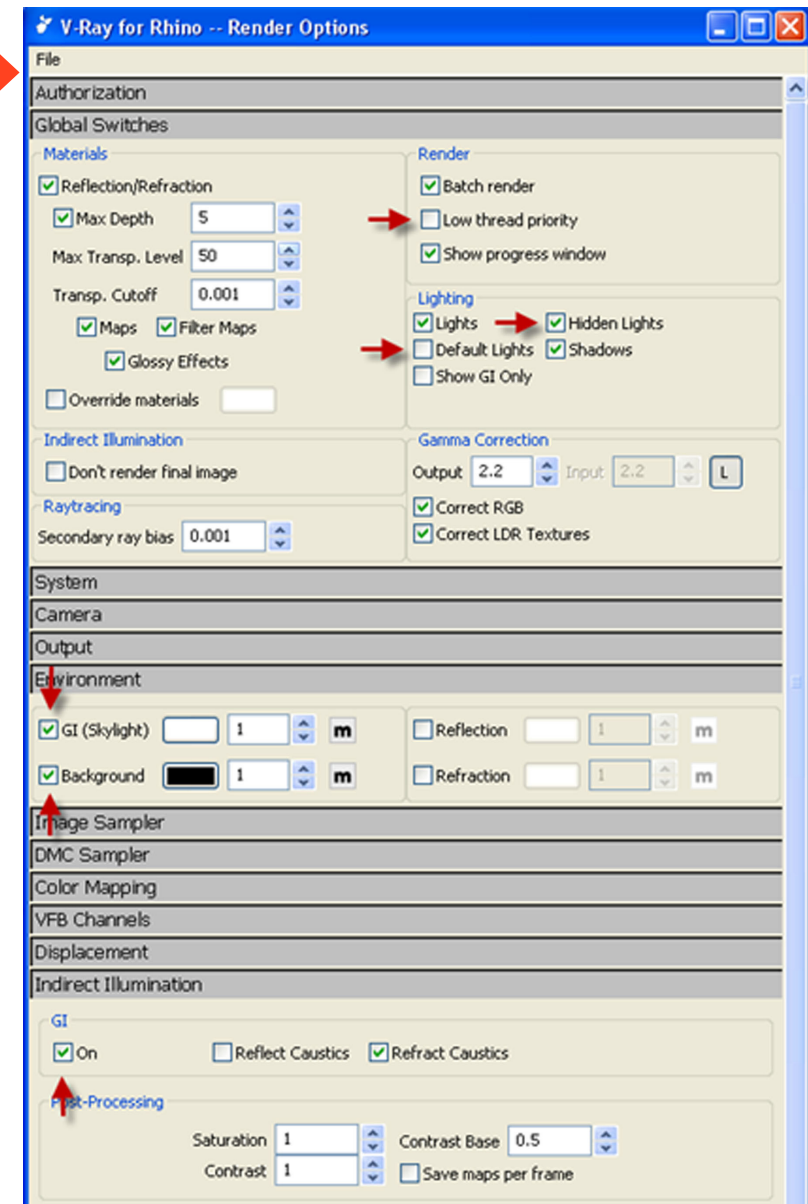 V-Ray for Rhino -- Render Options
File
Authorization
Global Switches
Materials
Reflection/Refraction
Max Depth 5
Max Transp. Level 50
Transp. Cutoff 0.001
Maps Filter Maps
Glossy Effects
Override materials
Render
Batch render
Low thread priority
Show progress window
Lighting
Lights Hidden Lights
Default Lights Shadows
Show GI Only
Indirect Illumination
Don't render final image
Raytracing
Secondary ray bias 0.001
Gamma Correction
Output 2.2 Input 2.2 L
Correct RGB
Correct LDR Textures
System
Camera
Output
Environment
GI (Skylight) 1 m
Background 1 m
Reflection 1 m
Refraction 1 m
Image Sampler
DMC Sampler
Color Mapping
VFB Channels
Displacement
Indirect Illumination
GI
On Reflect Caustics Refract Caustics
Post-Processing
Saturation 1 Contrast Base 0.5
Contrast 1 Save maps per frame